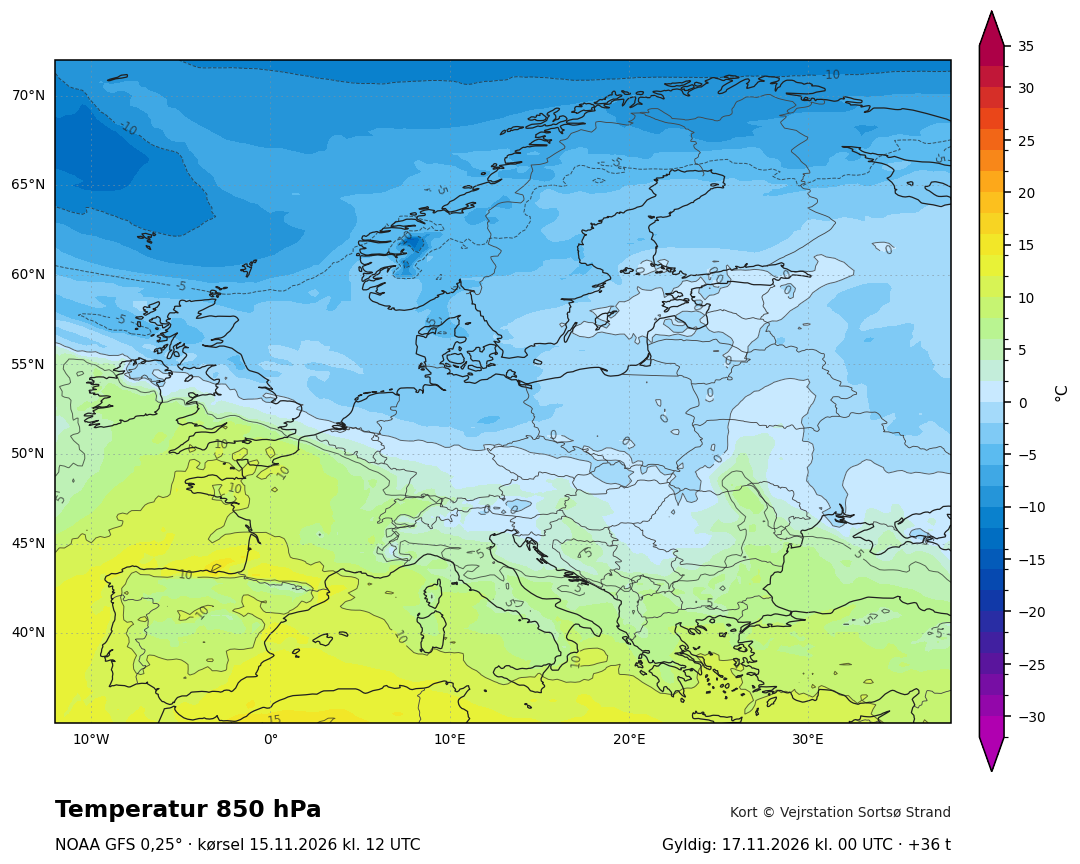 35
30
25
20
15
10
5
0
−5
−10
−15
−20
−25
−30
°C
70°N
65°N
60°N
55°N
50°N
45°N
40°N
10°W
0°
10°E
20°E
30°E
Temperatur 850 hPa
Kort © Vejrstation Sortsø Strand
NOAA GFS 0,25° · kørsel 15.11.2026 kl. 12 UTC
Gyldig: 17.11.2026 kl. 00 UTC · +36 t